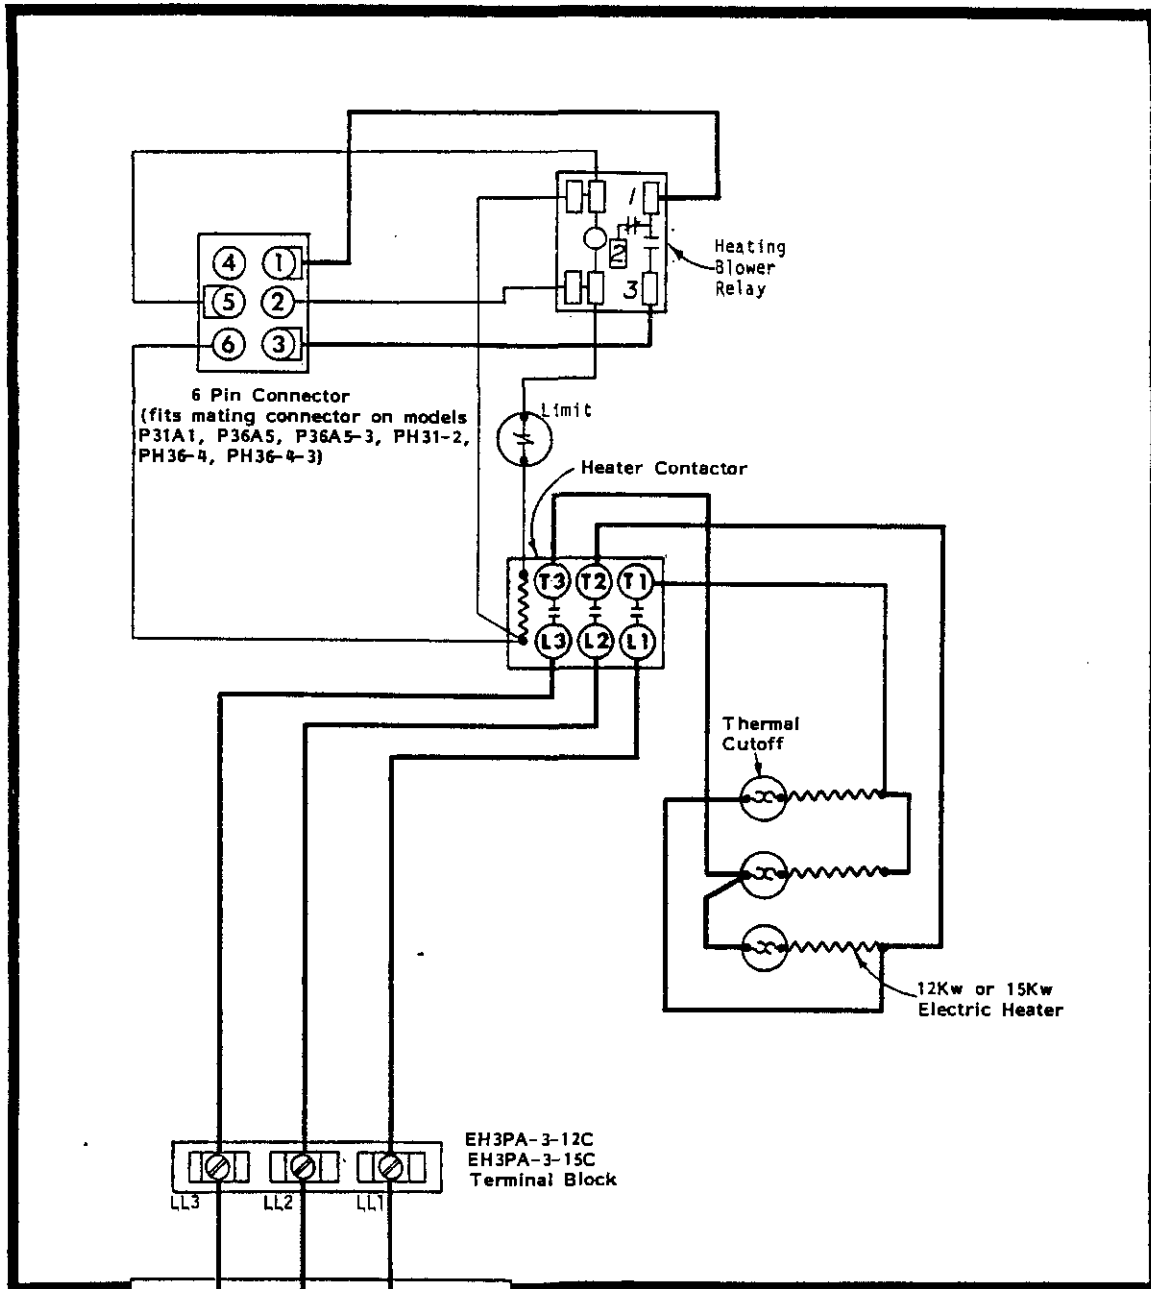 1
2
3
Heating
Blower
Relay
4 1
5 2
6 3
6 Pin Connector
(fits mating connector on models
P31A1, P36A5, P36A5-3, PH31-2,
PH36-4, PH36-4-3)
Limit
Heater Contactor
T3 T2 T1
L3 L2 L1
Thermal
Cutoff
12Kw or 15Kw
Electric Heater
EH3PA-3-12C
EH3PA-3-15C
Terminal Block
LL3 LL2 LL1